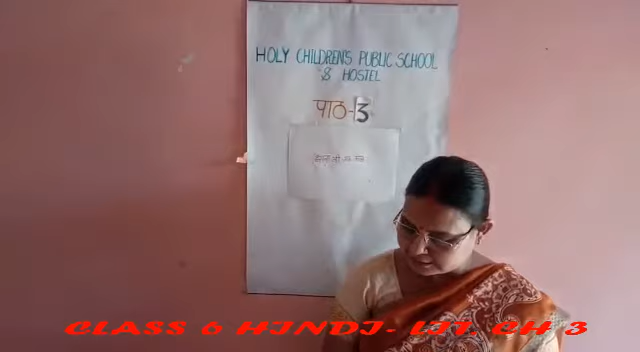 HOLY CHILDREN'S PUBLIC SCHOOL
& HOSTEL
पाठ-3
CLASS 6 HINDI- LIT. CH 3